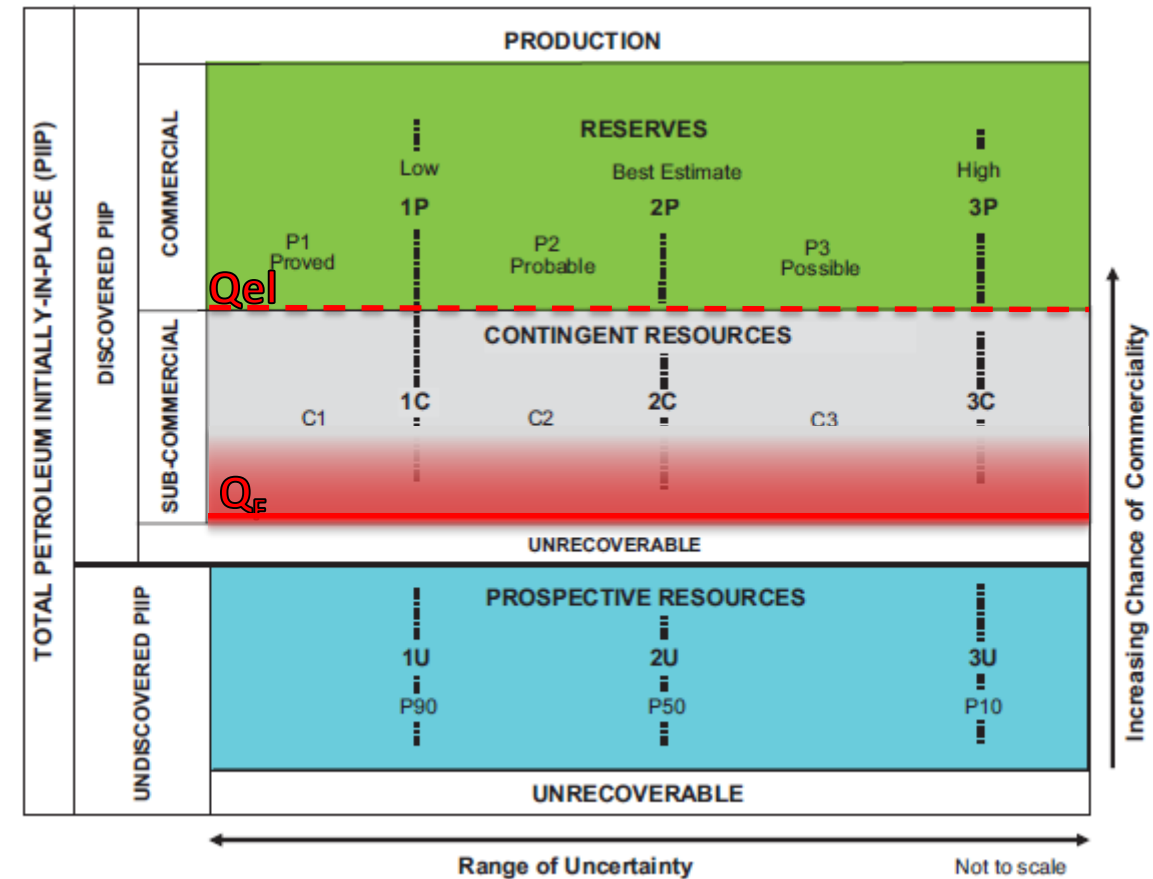 PRODUCTION
TOTAL PETROLEUM INITIALLY-IN-PLACE (PIIP)
DISCOVERED PIIP
COMMERCIAL
RESERVES
Low
Best Estimate
High
1P
2P
3P
P1
Proved
P2
Probable
P3
Possible
Qel
SUB-COMMERCIAL
CONTINGENT RESOURCES
1C
2C
3C
C1
C2
C3
QF
UNRECOVERABLE
UNDISCOVERED PIIP
PROSPECTIVE RESOURCES
1U
2U
3U
P90
P50
P10
UNRECOVERABLE
Increasing Chance of Commerciality
Range of Uncertainty
Not to scale